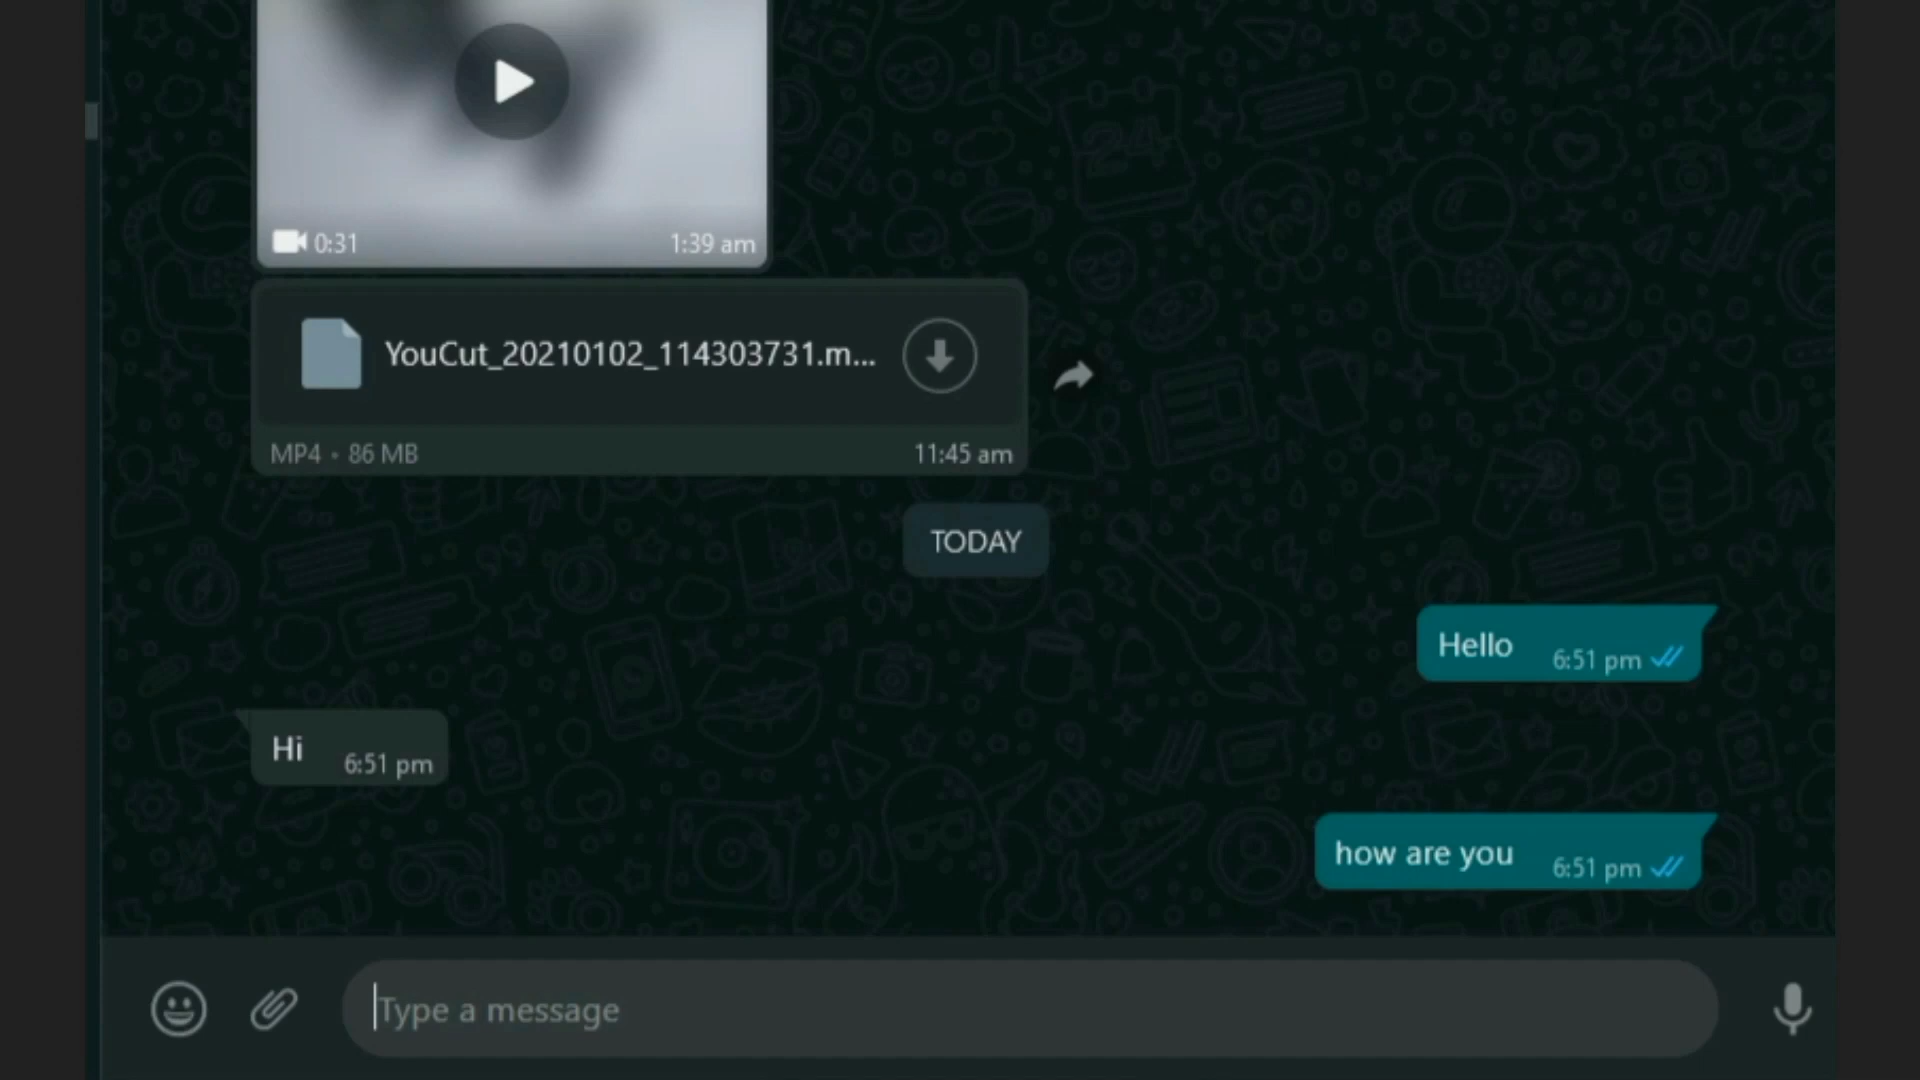 0:31 1:39 am
YouCut_20210102_114303731.m...
MP4 • 86 MB 11:45 am
TODAY
Hello 6:51 pm
Hi 6:51 pm
how are you 6:51 pm
Type a message